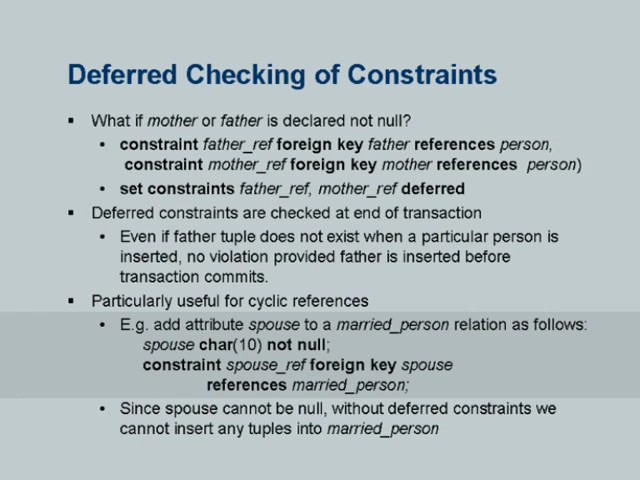 Deferred Checking of Constraints
▪ What if mother or father is declared not null?
• constraint father_ref foreign key father references person,
constraint mother_ref foreign key mother references person)
• set constraints father_ref, mother_ref deferred
▪ Deferred constraints are checked at end of transaction
• Even if father tuple does not exist when a particular person is
inserted, no violation provided father is inserted before
transaction commits.
▪ Particularly useful for cyclic references
• E.g. add attribute spouse to a married_person relation as follows:
spouse char(10) not null;
constraint spouse_ref foreign key spouse
references married_person;
• Since spouse cannot be null, without deferred constraints we
cannot insert any tuples into married_person